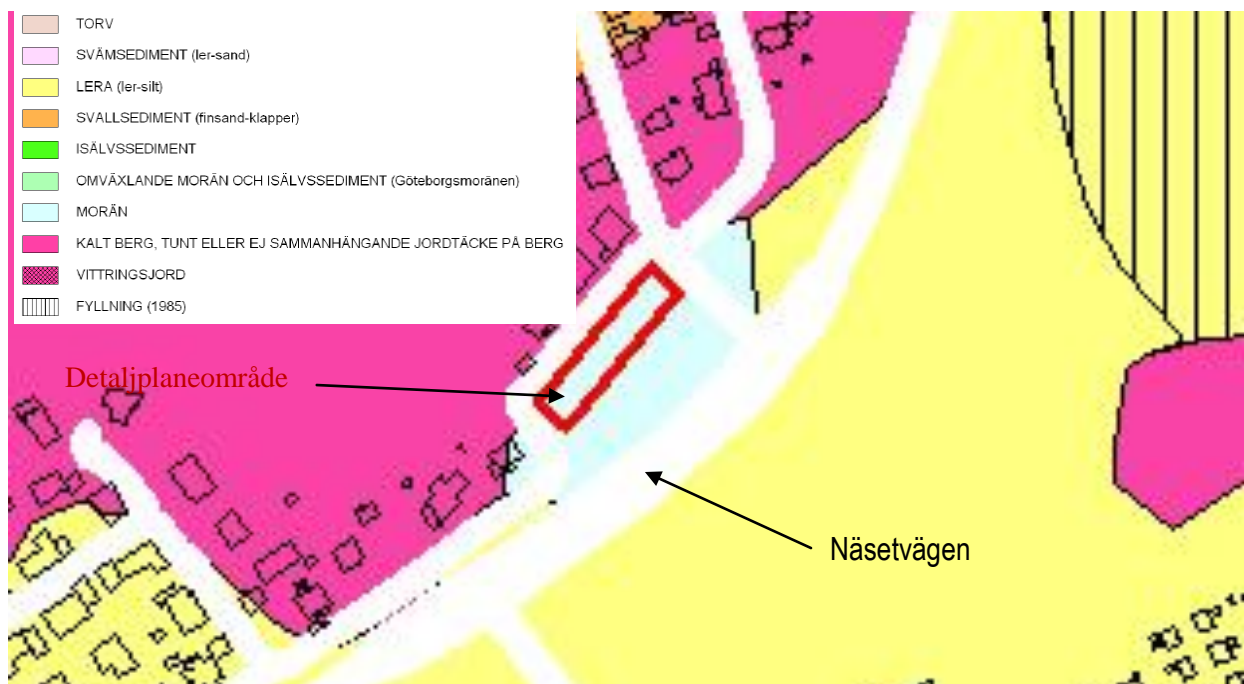 TORV
SVÄMSEDIMENT (ler-sand)
LERA (ler-silt)
SVALLSEDIMENT (finsand-klapper)
ISÄLVSSEDIMENT
OMVÄXLANDE MORÄN OCH ISÄLVSSEDIMENT (Göteborgsmoränen)
MORÄN
KALT BERG, TUNT ELLER EJ SAMMANHÄNGANDE JORDTÄCKE PÅ BERG
VITTRINGSJORD
FYLLNING (1985)
Detaljplaneområde
Näsetvägen